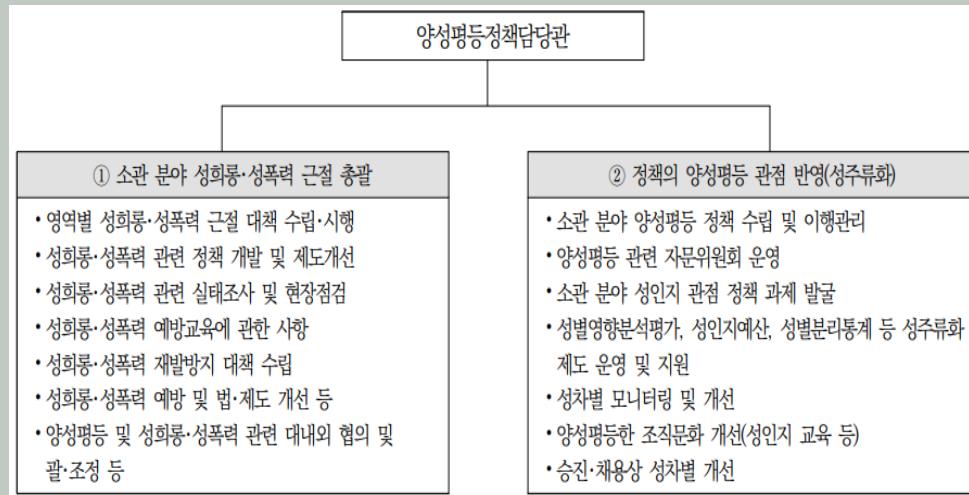 양성평등정책담당관
① 소관 분야 성희롱·성폭력 근절 총괄
• 영역별 성희롱·성폭력 근절 대책 수립·시행
• 성희롱·성폭력 관련 정책 개발 및 제도개선
• 성희롱·성폭력 관련 실태조사 및 현장점검
• 성희롱·성폭력 예방교육에 관한 사항
• 성희롱·성폭력 재발방지 대책 수립
• 성희롱·성폭력 예방 및 법·제도 개선 등
• 양성평등 및 성희롱·성폭력 관련 대내외 협의 및
괄·조정 등
② 정책의 양성평등 관점 반영(성주류화)
• 소관 분야 양성평등 정책 수립 및 이행관리
• 양성평등 관련 자문위원회 운영
• 소관 분야 성인지 관점 정책 과제 발굴
• 성별영향분석평가, 성인지예산, 성별분리통계 등 성주류화
제도 운영 및 지원
• 성차별 모니터링 및 개선
• 양성평등한 조직문화 개선(성인지 교육 등)
• 승진·채용상 성차별 개선